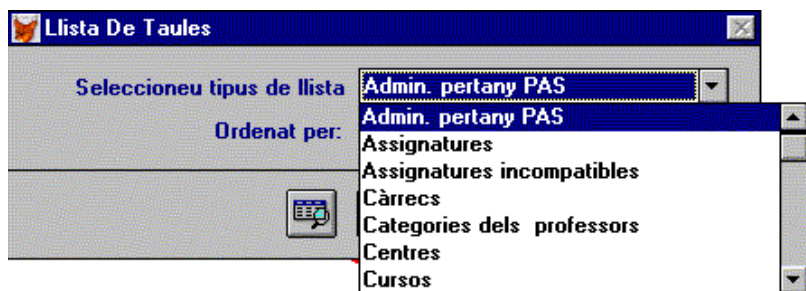 Llista De Taules
Seleccioneu tipus de llista Admin. pertany PAS
Ordenat per: Admin. pertany PAS
Assignatures
Assignatures incompatibles
Càrrecs
Categories dels professors
Centres
Cursos